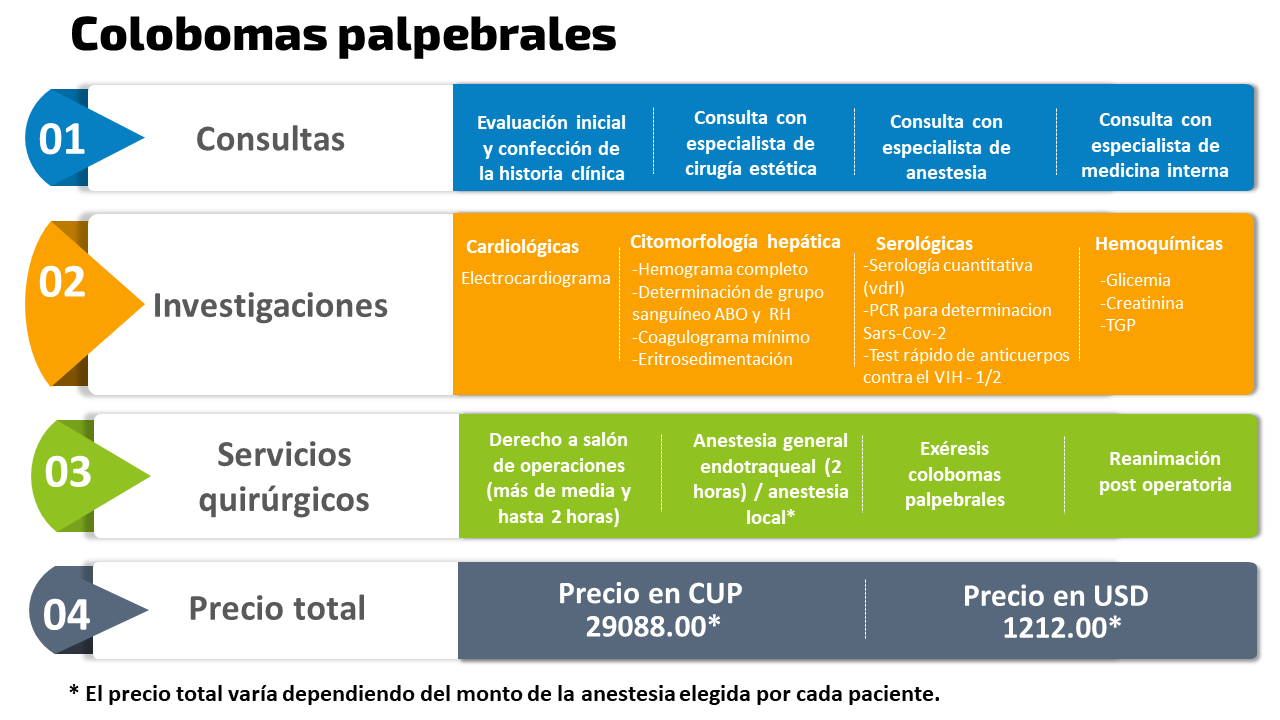 Colobomas palpebrales
01
Consultas
Evaluación inicial
y confección de
la historia clínica
Consulta con
especialista de
cirugía estética
Consulta con
especialista de
anestesia
Consulta con
especialista de
medicina interna
02
Investigaciones
Cardiológicas
Electrocardiograma
Citomorfología hepática
-Hemograma completo
-Determinación de grupo
sanguíneo ABO y RH
-Coagulograma mínimo
-Eritrosedimentación
Serológicas
-Serología cuantitativa
(vdrl)
-PCR para determinacion
Sars-Cov-2
-Test rápido de anticuerpos
contra el VIH - 1/2
Hemoquímicas
-Glicemia
-Creatinina
-TGP
03
Servicios
quirúrgicos
Derecho a salón
de operaciones
(más de media y
hasta 2 horas)
Anestesia general
endotraqueal (2
horas) / anestesia
local*
Exéresis
colobomas
palpebrales
Reanimación
post operatoria
04
Precio total
Precio en CUP
29088.00*
Precio en USD
1212.00*
* El precio total varía dependiendo del monto de la anestesia elegida por cada paciente.